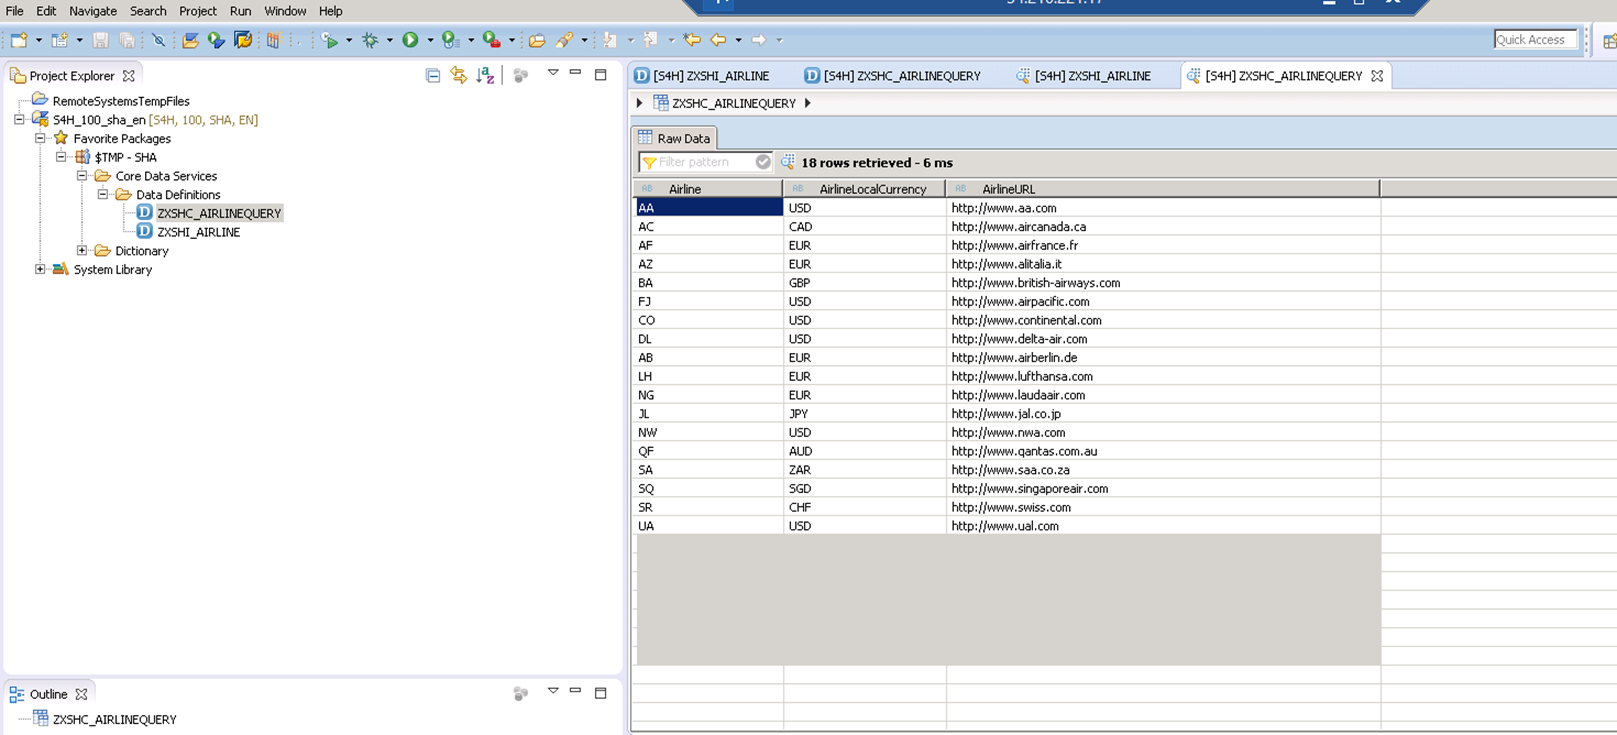 File Edit Navigate Search Project Run Window Help
Quick Access
Project Explorer
RemoteSystemsTempFiles
S4H_100_sha_en [S4H, 100, SHA, EN]
Favorite Packages
$TMP - SHA
Core Data Services
Data Definitions
ZXSHC_AIRLINEQUERY
ZXSHI_AIRLINE
Dictionary
System Library
Outline
ZXSHC_AIRLINEQUERY
[S4H] ZXSHI_AIRLINE [S4H] ZXSHC_AIRLINEQUERY [S4H] ZXSHI_AIRLINE [S4H] ZXSHC_AIRLINEQUERY
ZXSHC_AIRLINEQUERY
Raw Data
Filter pattern 18 rows retrieved - 6 ms
AB Airline AB AirlineLocalCurrency AB AirlineURL
AA USD http://www.aa.com
AC CAD http://www.aircanada.ca
AF EUR http://www.airfrance.fr
AZ EUR http://www.alitalia.it
BA GBP http://www.british-airways.com
FJ USD http://www.airpacific.com
CO USD http://www.continental.com
DL USD http://www.delta-air.com
AB EUR http://www.airberlin.de
LH EUR http://www.lufthansa.com
NG EUR http://www.laudaair.com
JL JPY http://www.jal.co.jp
NW USD http://www.nwa.com
QF AUD http://www.qantas.com.au
SA ZAR http://www.saa.co.za
SQ SGD http://www.singaporeair.com
SR CHF http://www.swiss.com
UA USD http://www.ual.com